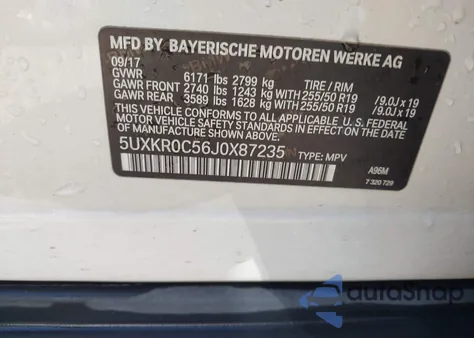 MFD BY BAYERISCHE MOTOREN WERKE AG
09/17
GVWR 6171 lbs 2799 kg TIRE / RIM
GAWR FRONT 2740 lbs 1243 kg WITH 255/50 R19 /9.0J x 19
GAWR REAR 3589 lbs 1628 kg WITH 255/50 R19 /9.0J x 19
THIS VEHICLE CONFORMS TO ALL APPLICABLE U.S. FEDERAL
MOTOR VEHICLE SAFETY STANDARDS IN EFFECT ON
THE DATE OF MANUFACTURE SHOWN ABOVE.
5UXKR0C56J0X87235 TYPE: MPV
A96M
7 320 729
autoSnap